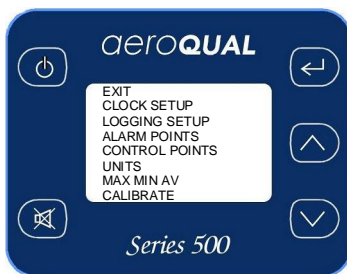 aeroQUAL
EXIT
CLOCK SETUP
LOGGING SETUP
ALARM POINTS
CONTROL POINTS
UNITS
MAX MIN AV
CALIBRATE
Series 500